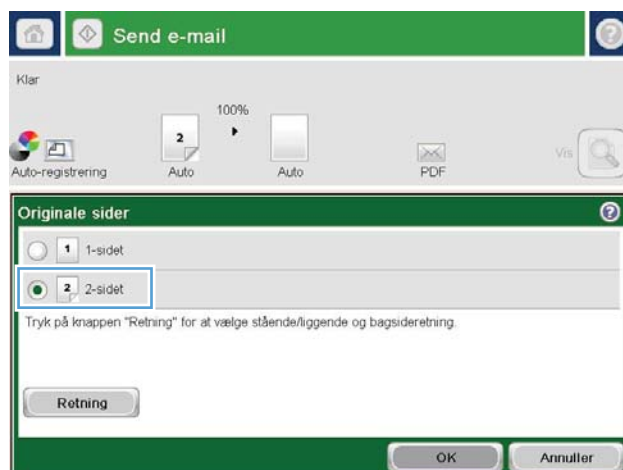 Send e-mail
Klar
100%
2
Auto-registrering
Auto
Auto
PDF
Vis
Originale sider
1 1-sidet
2 2-sidet
Tryk på knappen "Retning" for at vælge stående/liggende og bagsideretning.
Retning
OK Annuller